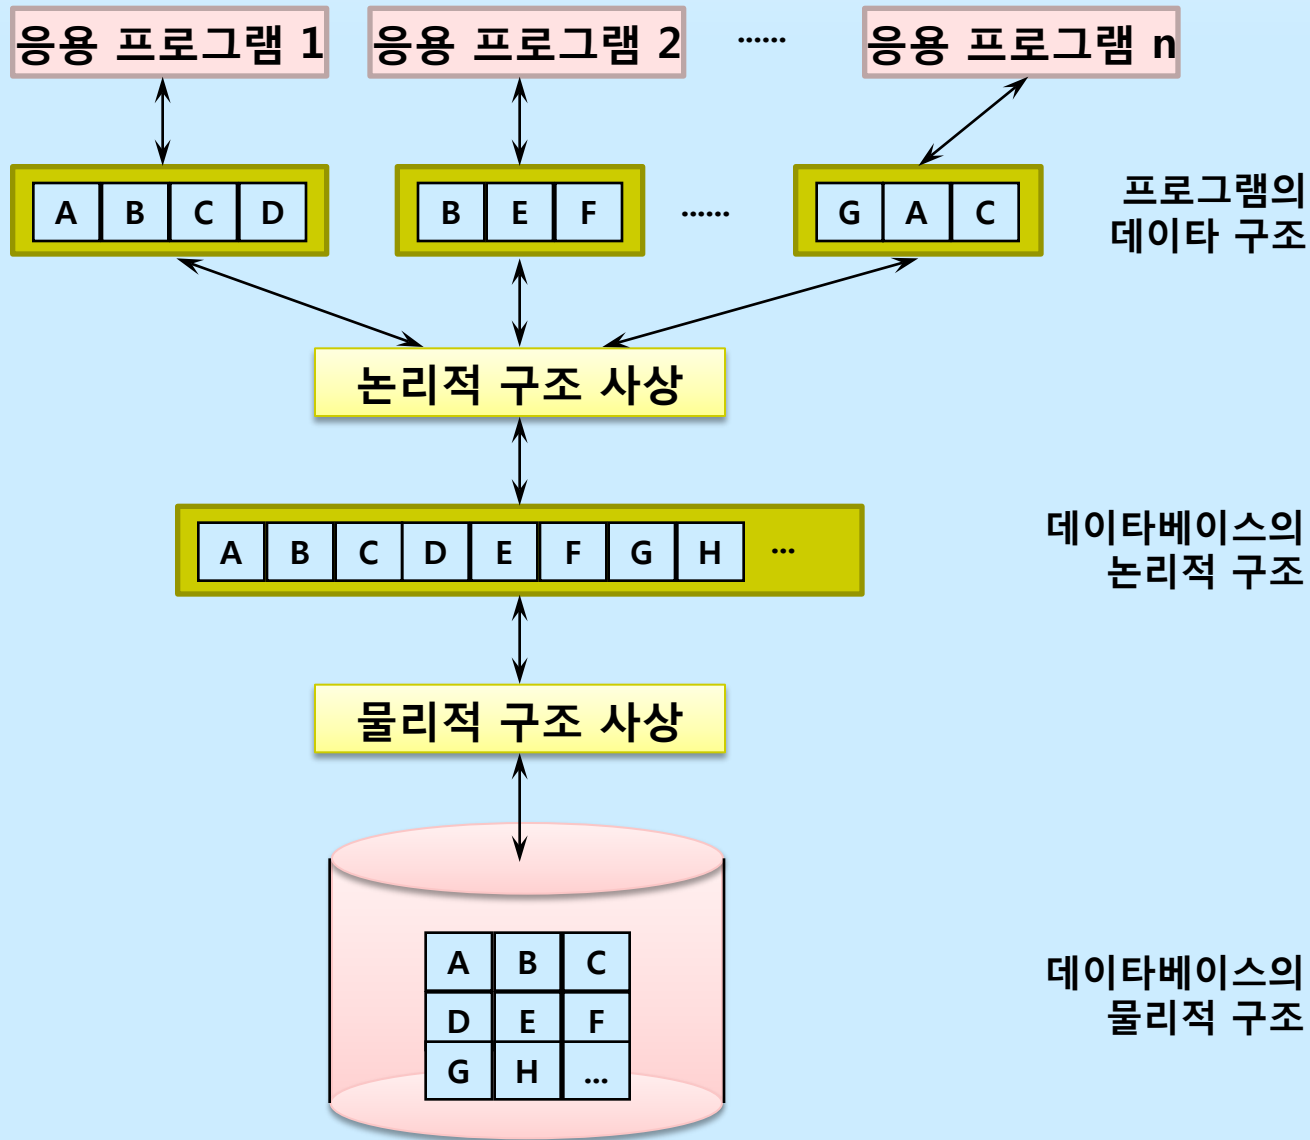 응용 프로그램 1
응용 프로그램 2
......
응용 프로그램 n
A B C D
B E F
......
G A C
프로그램의
데이타 구조
논리적 구조 사상
A B C D E F G H ...
데이타베이스의
논리적 구조
물리적 구조 사상
A B C
D E F
G H ...
데이타베이스의
물리적 구조